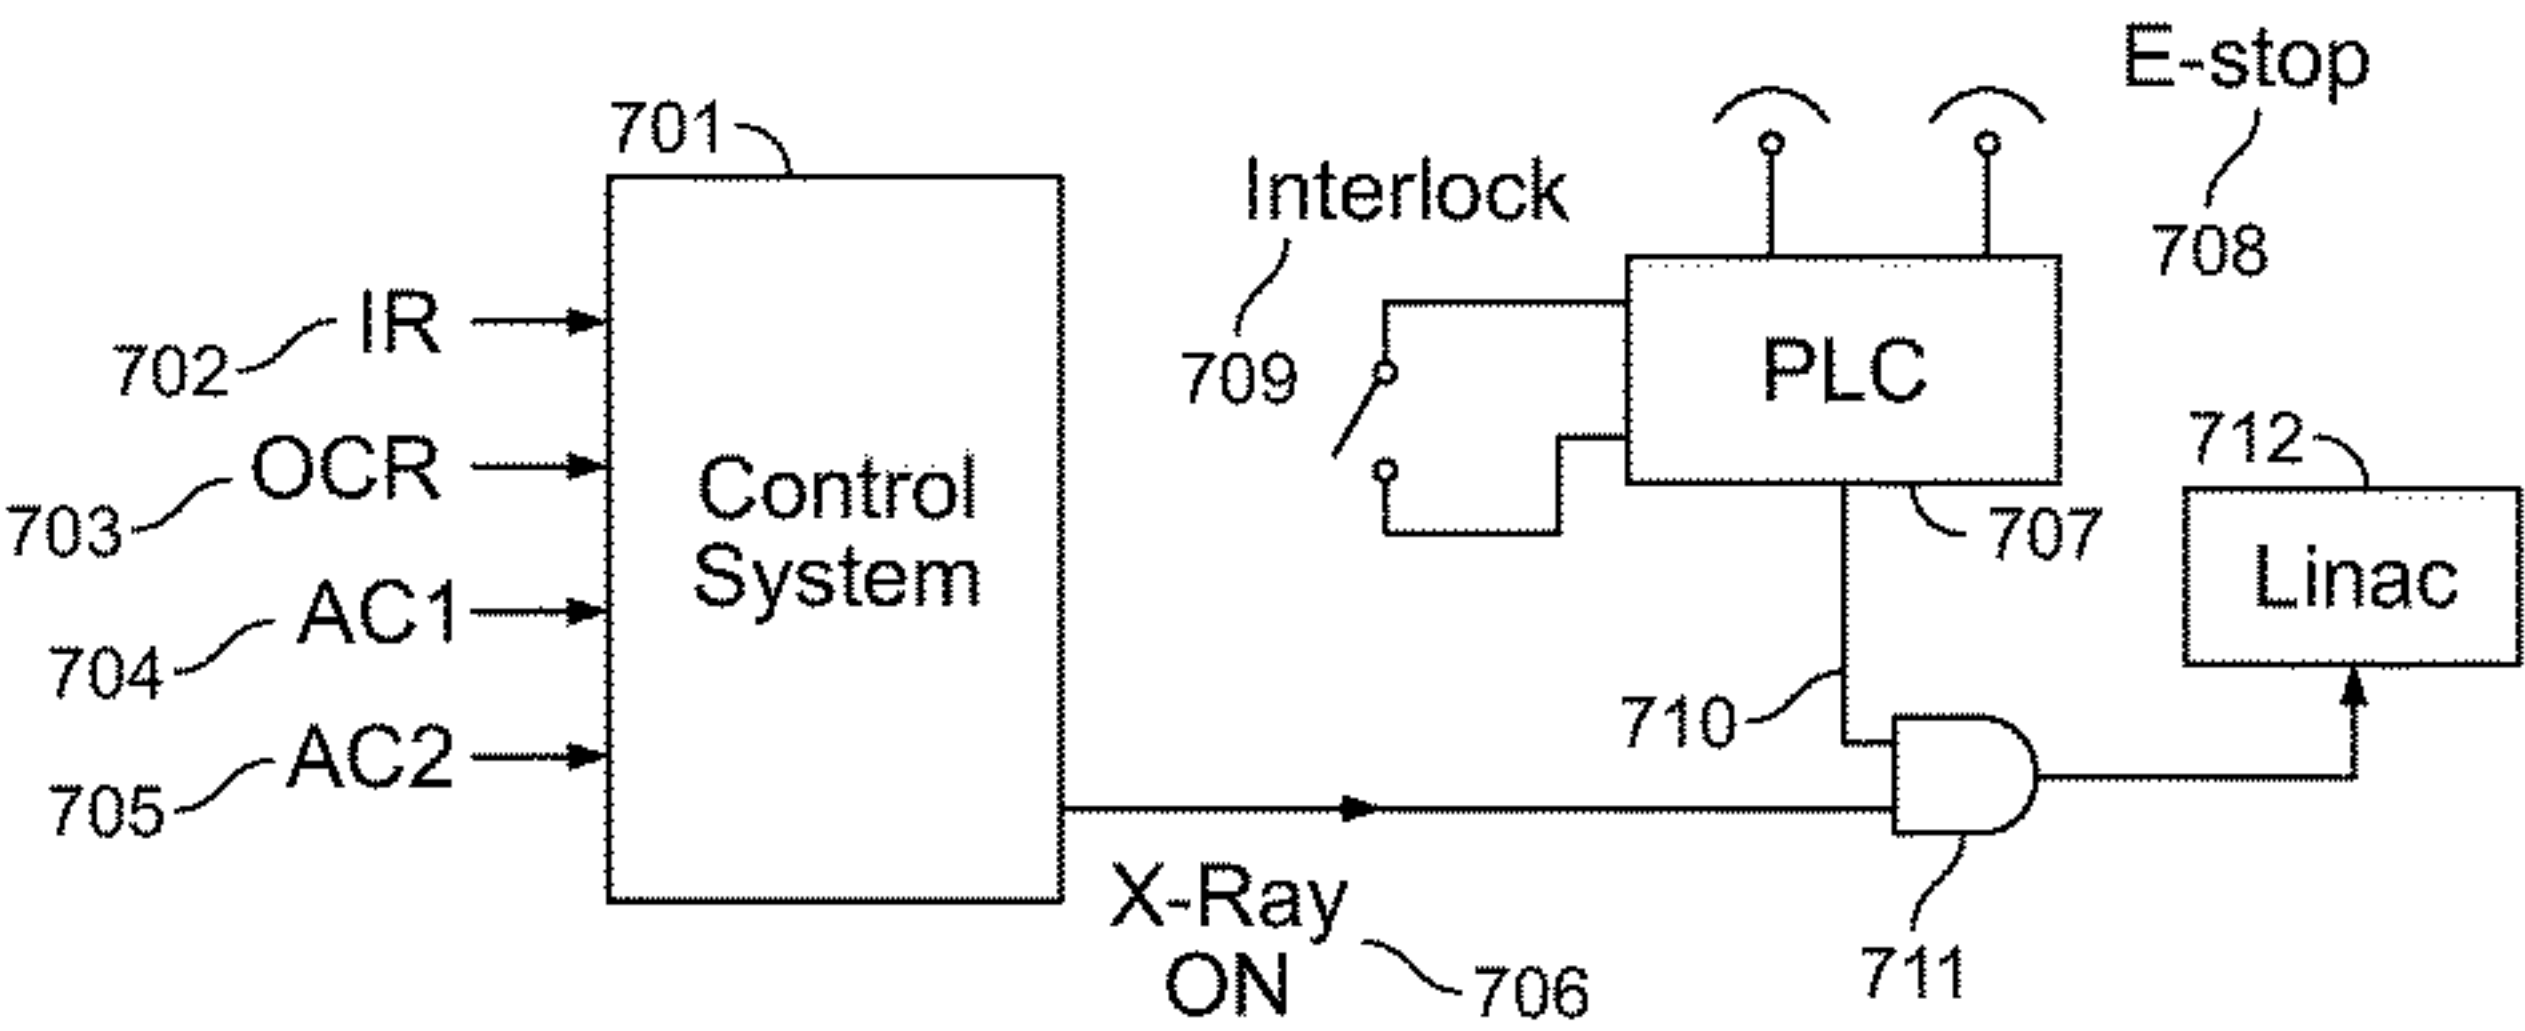 E-stop
708
701
Interlock
709
IR
702
PLC
OCR
703
Control
System
707
712
Linac
AC1
704
710
AC2
705
X-Ray
ON
706
711